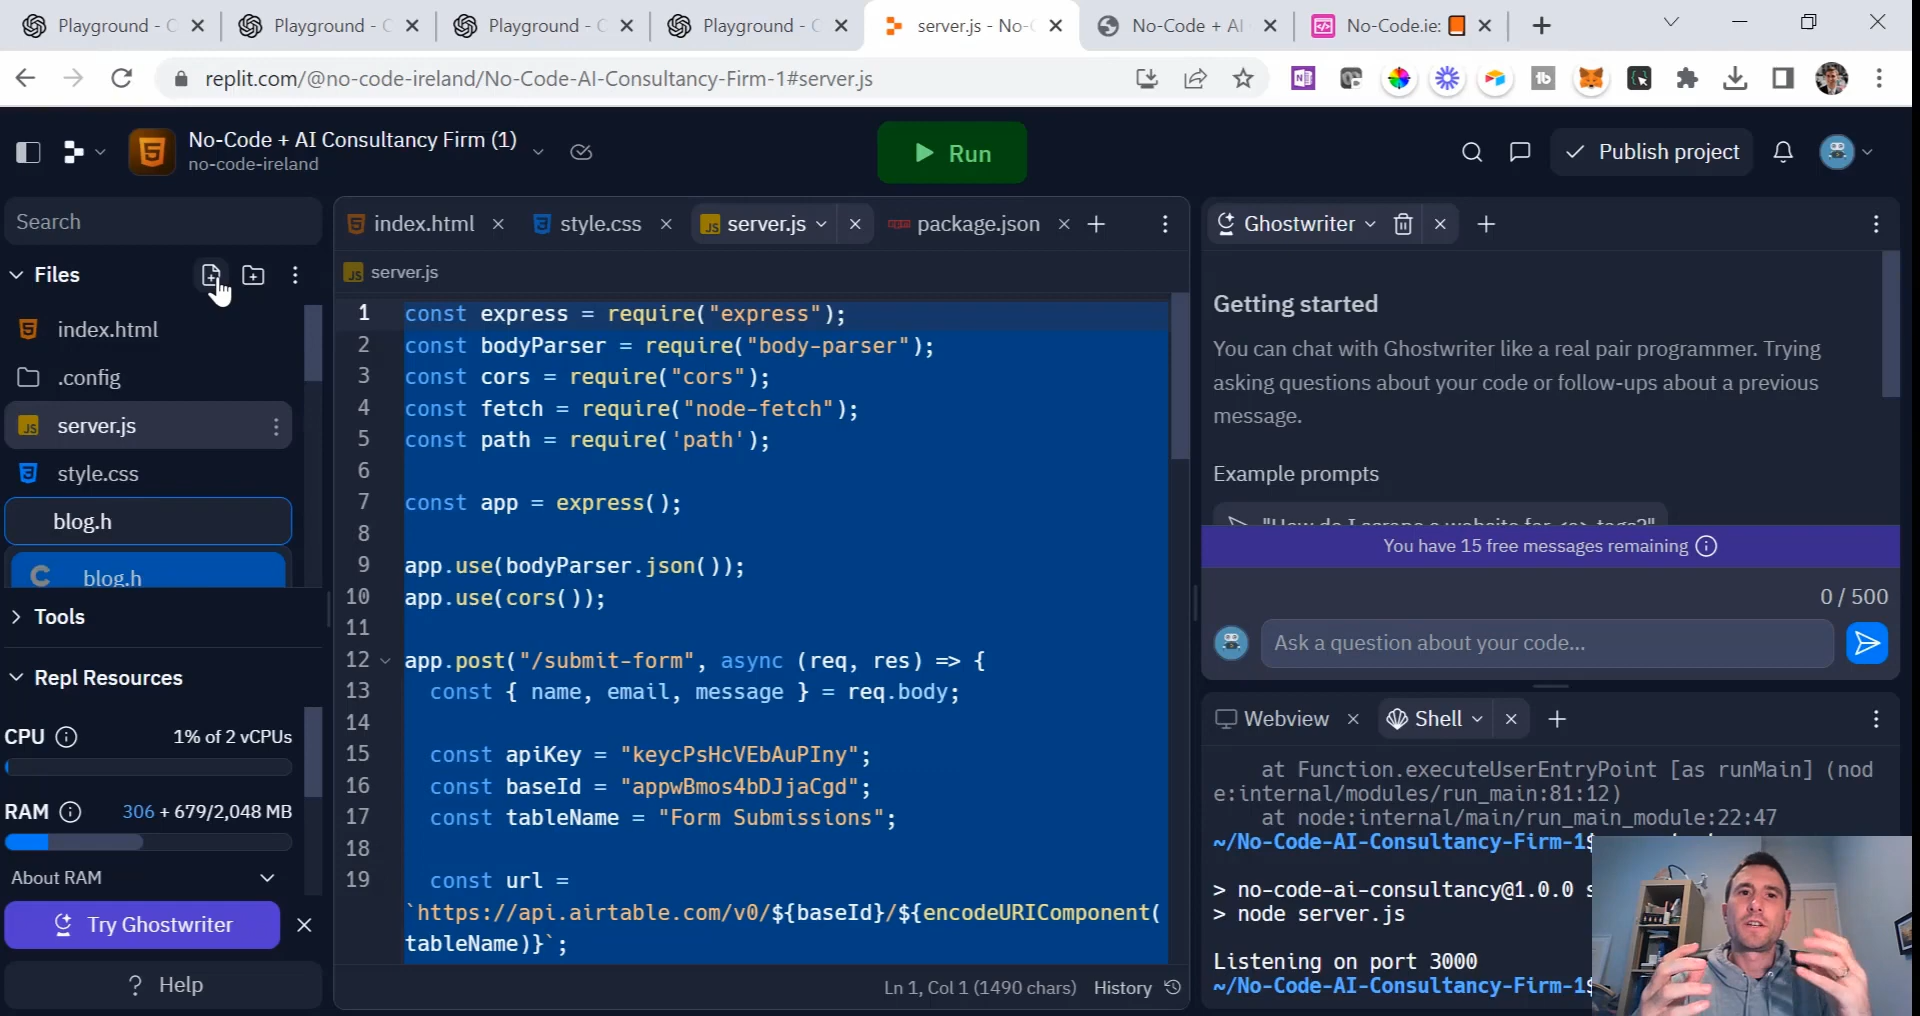 Playground - C
Playground - C
Playground - C
Playground - C
server.js - No-C
No-Code + AI C
No-Code.ie:
replit.com/@no-code-ireland/No-Code-AI-Consultancy-Firm-1#server.js
No-Code + AI Consultancy Firm (1)
no-code-ireland
Run
Publish project
Search
Files
index.html
.config
server.js
style.css
blog.h
blog.h
Tools
Repl Resources
CPU
1% of 2 vCPUs
RAM
306 + 679/2,048 MB
About RAM
Try Ghostwriter
Help
index.html
style.css
server.js
package.json
server.js
1 const express = require("express");
2 const bodyParser = require("body-parser");
3 const cors = require("cors");
4 const fetch = require("node-fetch");
5 const path = require('path');
6
7 const app = express();
8
9 app.use(bodyParser.json());
10 app.use(cors());
11
12 app.post("/submit-form", async (req, res) => {
13 const { name, email, message } = req.body;
14
15 const apiKey = "keycPsHcVEbAuPIny";
16 const baseId = "appwBmos4bDJjaCgd";
17 const tableName = "Form Submissions";
18
19 const url =
`https://api.airtable.com/v0/${baseId}/${encodeURIComponent(
tableName)}`;
Ln 1, Col 1 (1490 chars)
History
Ghostwriter
Getting started
You can chat with Ghostwriter like a real pair programmer. Trying
asking questions about your code or follow-ups about a previous
message.
Example prompts
"How do I scrape a website for <a> tags?"
You have 15 free messages remaining
0 / 500
Ask a question about your code...
Webview
Shell
at Function.executeUserEntryPoint [as runMain] (nod
e:internal/modules/run_main:81:12)
at node:internal/main/run_main_module:22:47
~/No-Code-AI-Consultancy-Firm-1$
> no-code-ai-consultancy@1.0.0 s
> node server.js
Listening on port 3000
~/No-Code-AI-Consultancy-Firm-1$